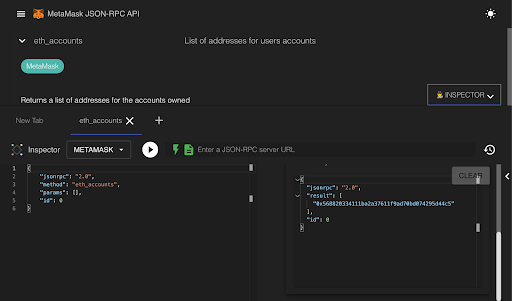 MetaMask JSON-RPC API
eth_accounts List of addresses for users accounts
MetaMask
Returns a list of addresses for the accounts owned
INSPECTOR
New Tab eth_accounts
Inspector METAMASK Enter a JSON-RPC server URL
1 {
2 "jsonrpc": "2.0",
3 "method": "eth_accounts",
4 "params": [],
5 "id": 0
6 }
CLEAR
{
"jsonrpc": "2.0",
"result": [
"0x568820334111ba2a37611f9ad70bd074295d44c5"
],
"id": 0
}